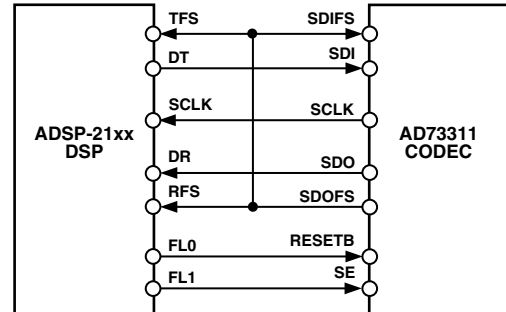 TFS SDIFS
DT SDI
SCLK SCLK
ADSP-21xx AD73311
DSP CODEC
DR SDO
RFS SDOFS
FL0 RESETB
FL1 SE